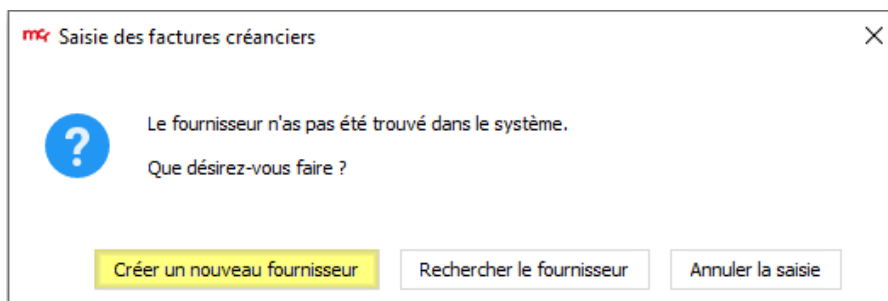 mcr Saisie des factures créanciers
Le fournisseur n'as pas été trouvé dans le système.
Que désirez-vous faire ?
Créer un nouveau fournisseur Rechercher le fournisseur Annuler la saisie